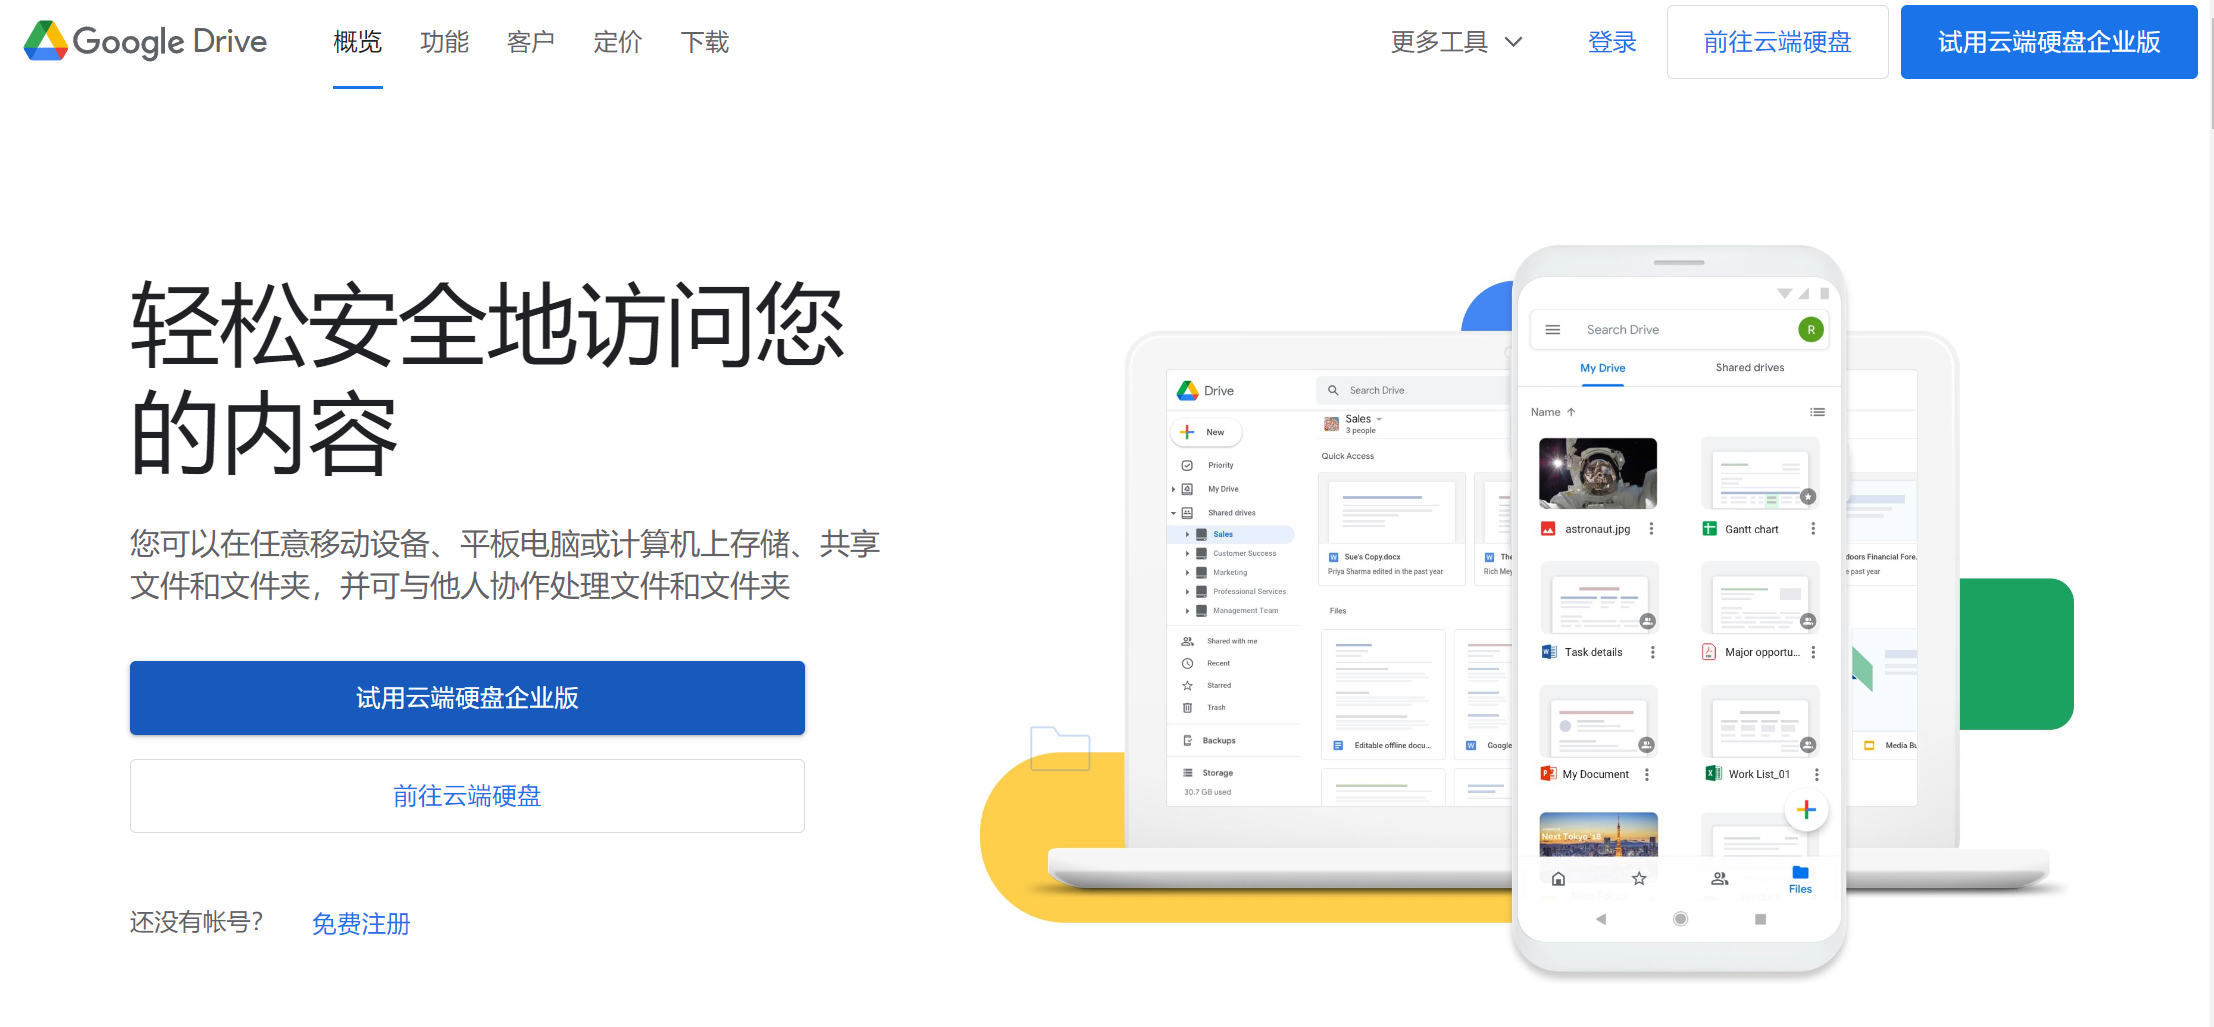 Google Drive 概览 功能 客户 定价 下载 更多工具 登录 前往云端硬盘 试用云端硬盘企业版
轻松安全地访问您
的内容
您可以在任意移动设备、平板电脑或计算机上存储、共享
文件和文件夹，并可与他人协作处理文件和文件夹
试用云端硬盘企业版
前往云端硬盘
还没有帐号？ 免费注册
Drive
Search Drive
New
Priority
My Drive
Shared drives
Sales
Customer Success
Marketing
Professional Services
Management Team
Shared with me
Recent
Starred
Trash
Backups
Storage
30.7 GB used
Sales
3 people
Quick Access
Sue's Copy.docx
Priya Sharma edited in the past year
The
Rich Mey
Files
Editable offline docu...
Google
doors Financial Fore.
e past year
Media Bu
Search Drive
R
My Drive Shared drives
Name
astronaut.jpg Gantt chart
Task details Major opportu...
My Document Work List_01
Next Tokyo '18
Files